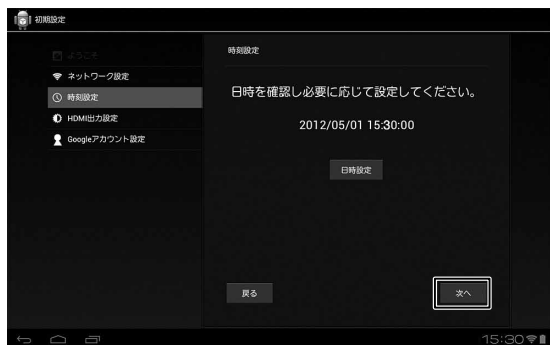 初期設定
ようこそ
ネットワーク設定
時刻設定
HDMI出力設定
Googleアカウント設定
時刻設定
日時を確認し必要に応じて設定してください。
2012/05/01 15:30:00
日時設定
戻る
次へ
15:30